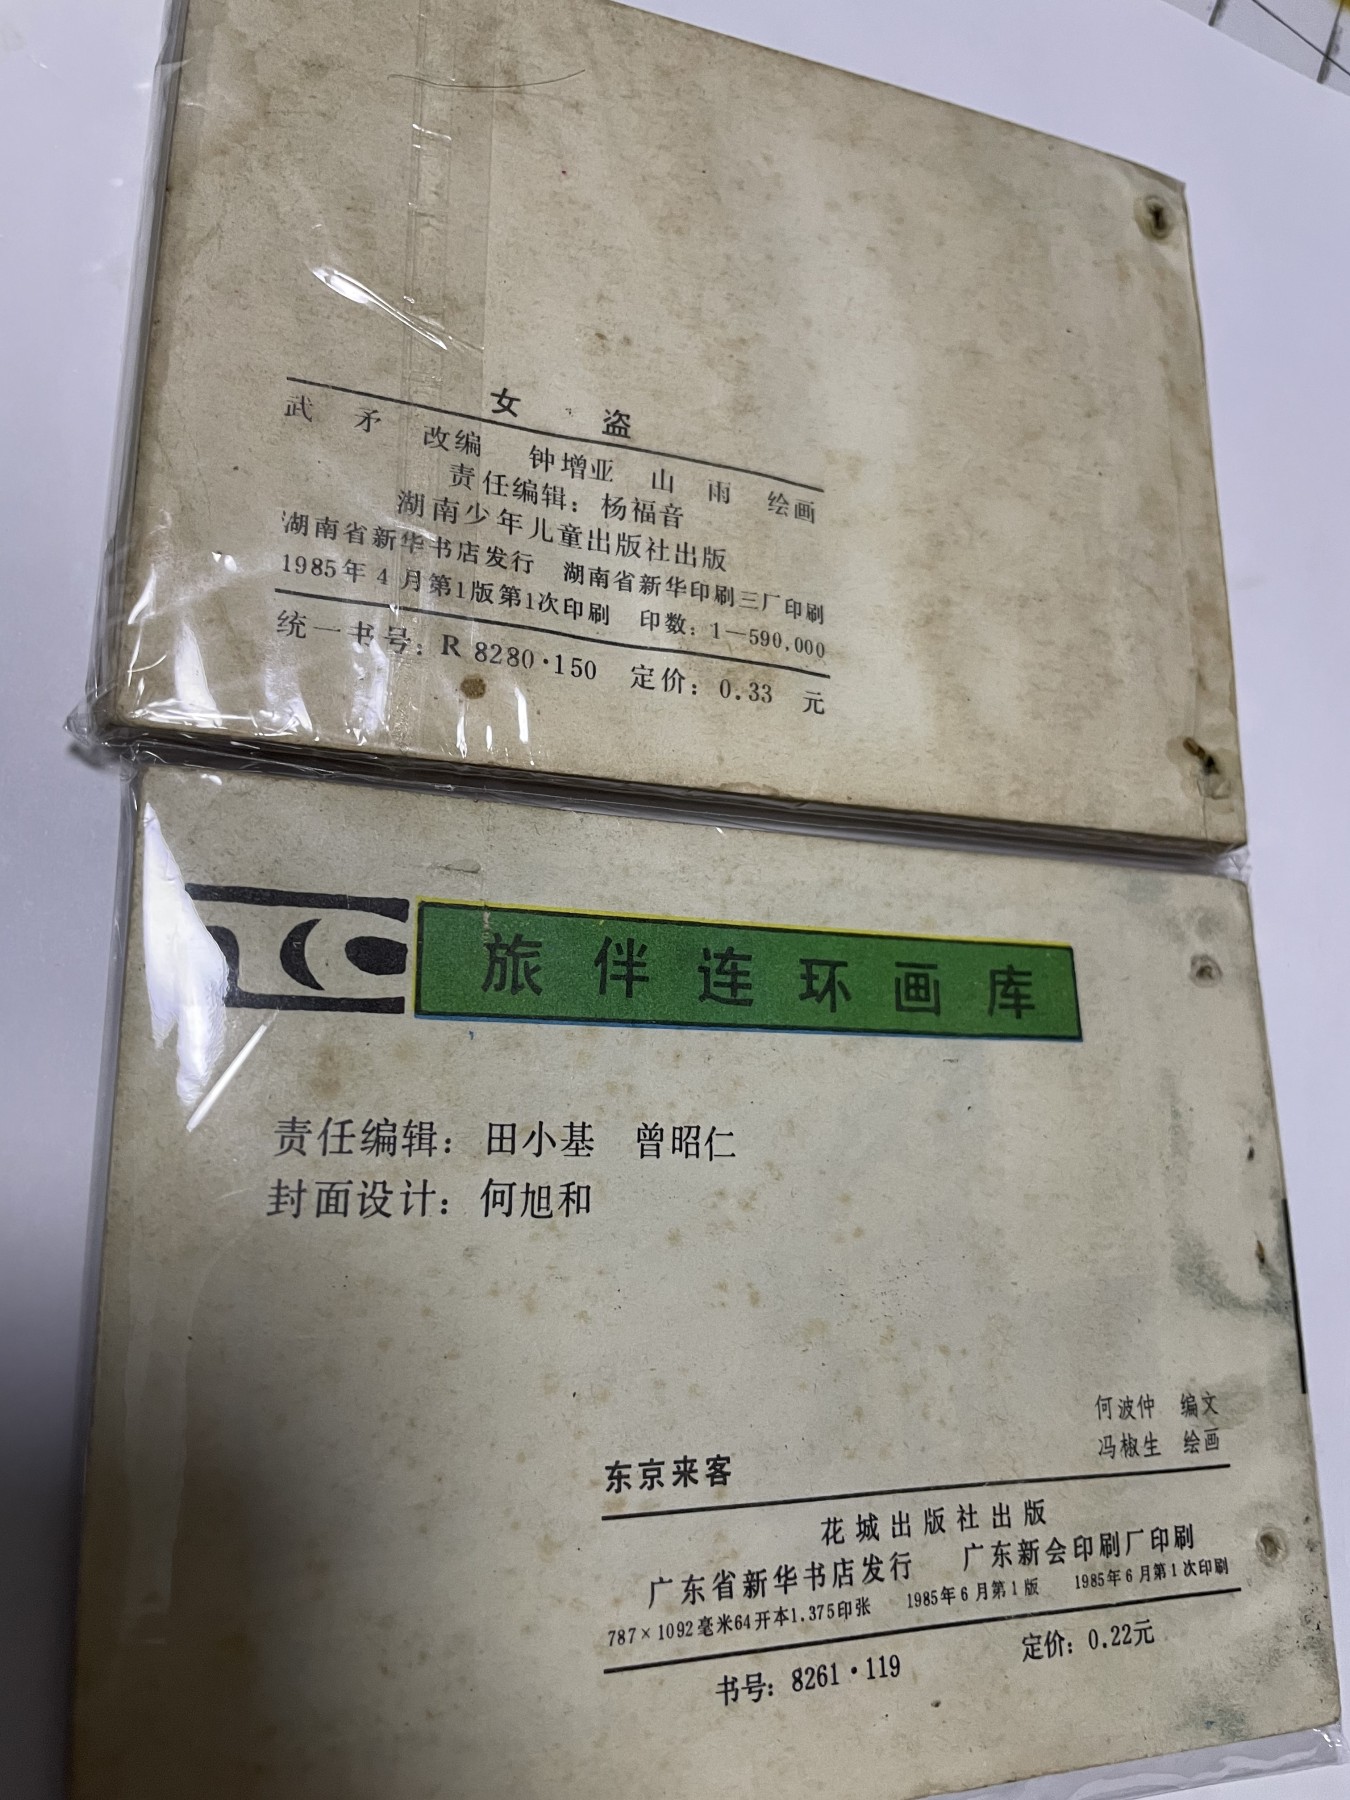 女 盗
武 矛 改编 钟增亚 山 雨 绘画
责任编辑：杨福音
湖南少年儿童出版社出版
湖南省新华书店发行 湖南省新华印刷三厂印刷
1985年4月第1版第1次印刷 印数：1—590,000
统一书号：R 8280·150 定价：0.33 元
旅伴连环画库
责任编辑：田小基 曾昭仁
封面设计：何旭和
何波仲 编文
冯椒生 绘画
东京来客
花城出版社出版
广东省新华书店发行 广东新会印刷厂印刷
787×1092毫米64开本1.375印张 1985年6月第1版 1985年6月第1次印刷
书号：8261·119 定价：0.22元